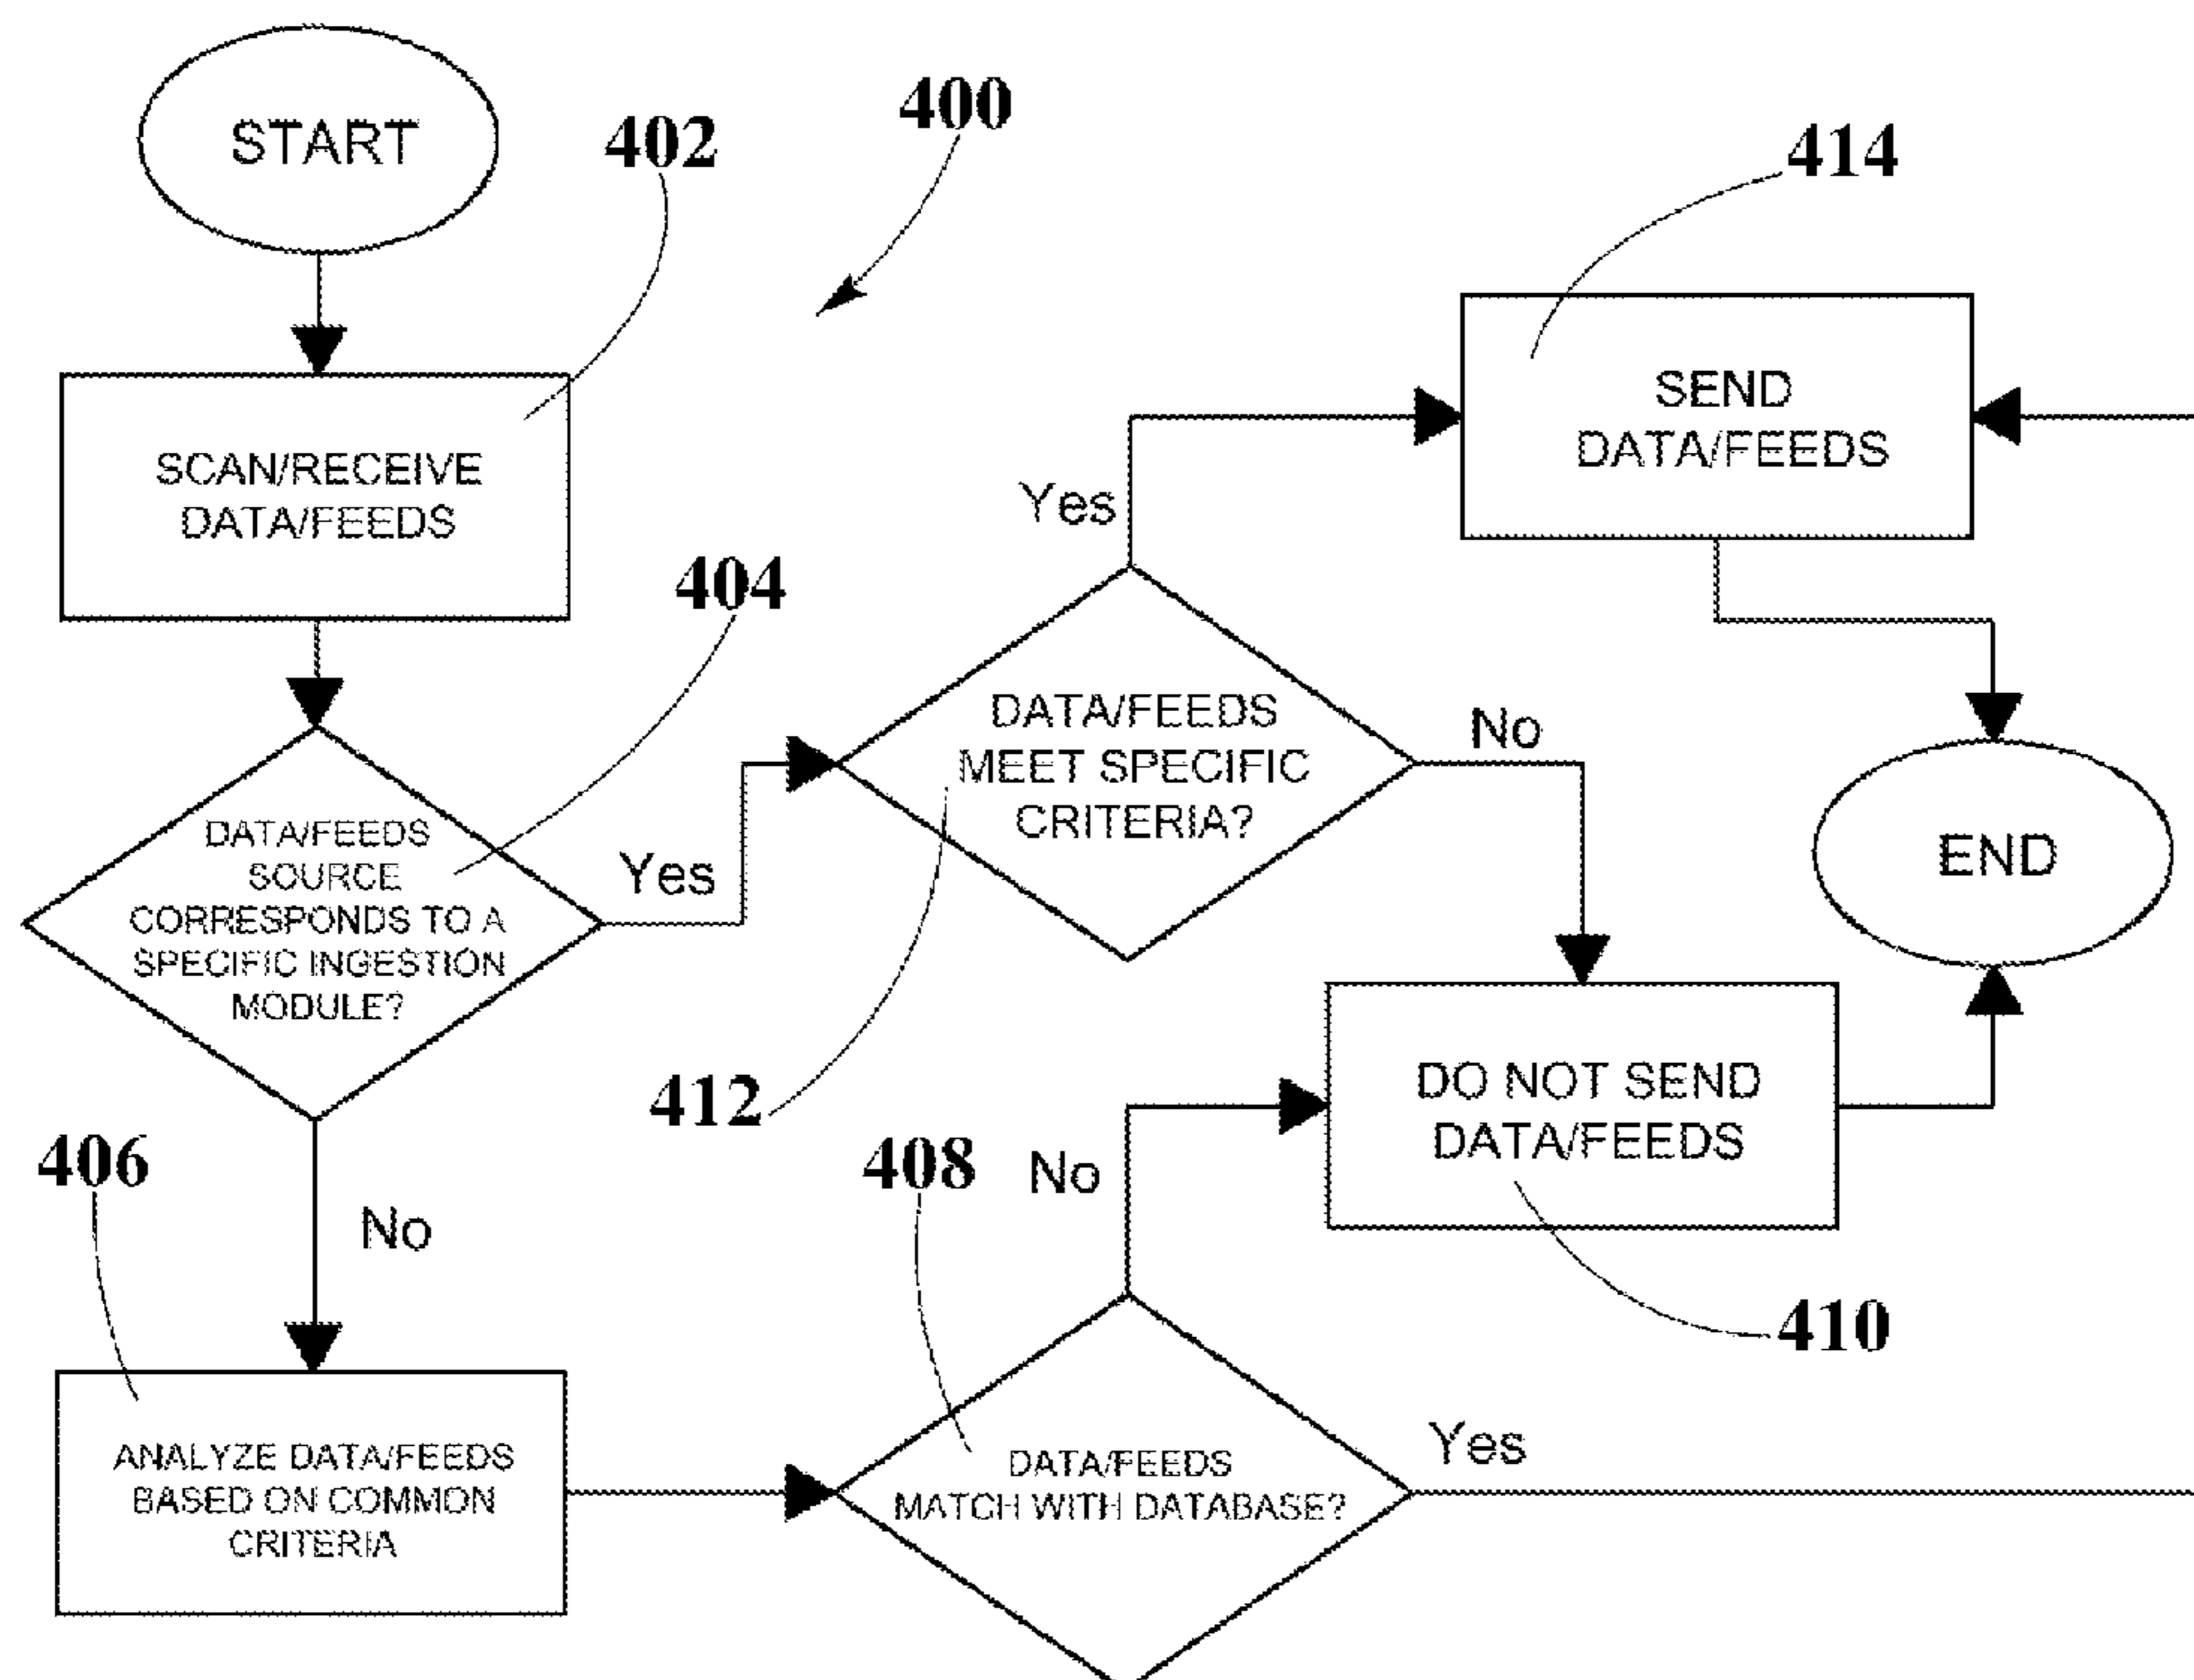 START
402
400
414
SCAN/RECEIVE
DATA/FEEDS
SEND
DATA/FEEDS
Yes
404
DATA/FEEDS
MEET SPECIFIC
CRITERIA?
No
DATA/FEEDS
SOURCE
CORRESPONDS TO A
SPECIFIC INGESTION
MODULE?
Yes
END
412
DO NOT SEND
DATA/FEEDS
406
No
408
No
410
ANALYZE DATA/FEEDS
BASED ON COMMON
CRITERIA
DATA/FEEDS
MATCH WITH DATABASE?
Yes